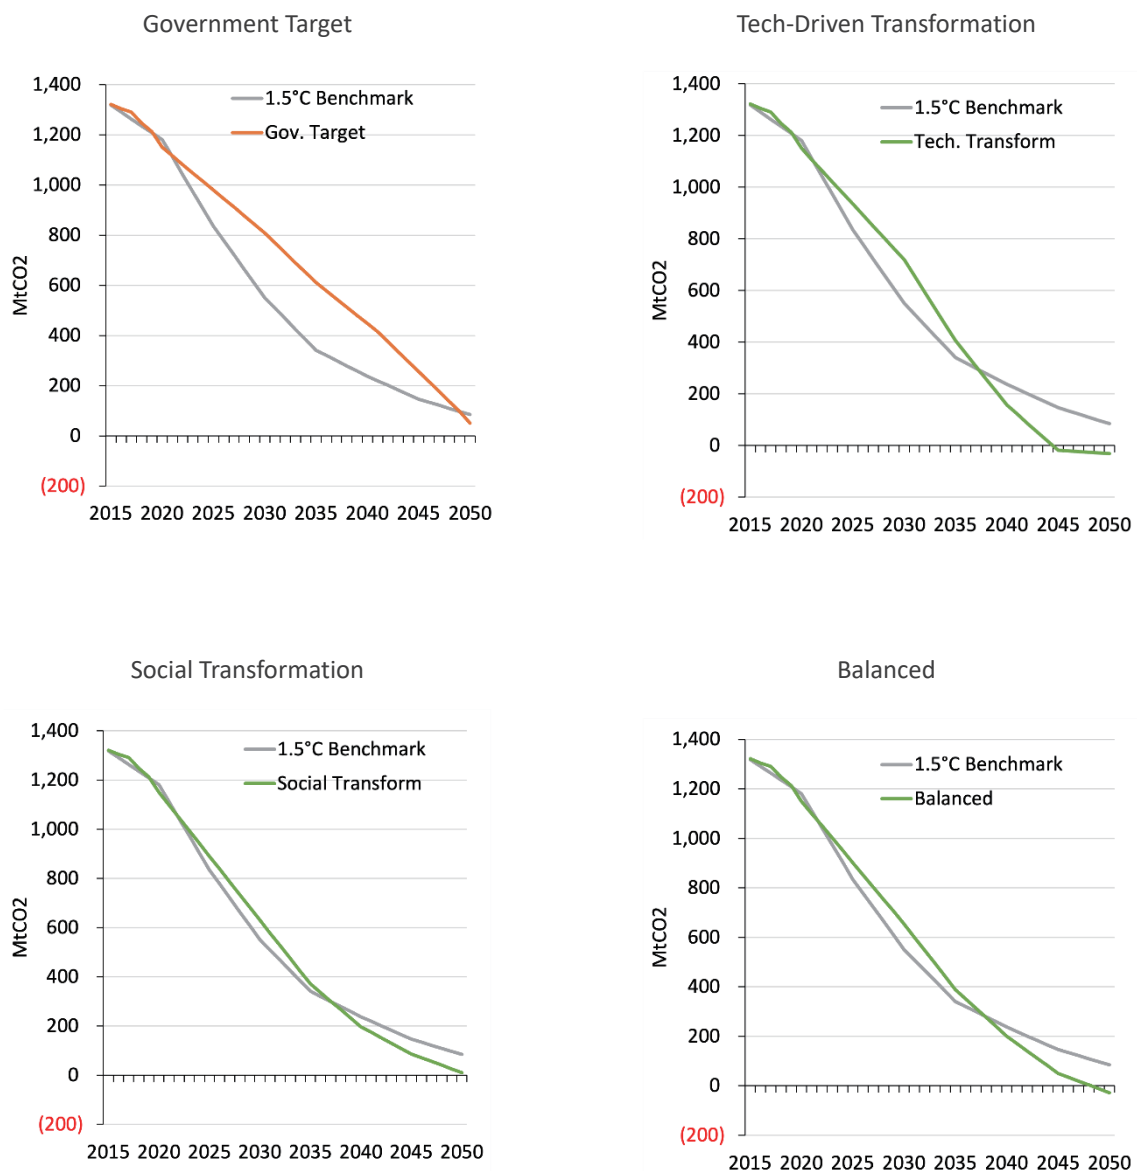 Government Target
1,400
1,200
1,000
800
600
400
200
0
(200)
MtCO2
1.5°C Benchmark
Gov. Target
2015 2020 2025 2030 2035 2040 2045 2050
Tech-Driven Transformation
1,400
1,200
1,000
800
600
400
200
0
(200)
MtCO2
1.5°C Benchmark
Tech. Transform
2015 2020 2025 2030 2035 2040 2045 2050
Social Transformation
1,400
1,200
1,000
800
600
400
200
0
(200)
MtCO2
1.5°C Benchmark
Social Transform
2015 2020 2025 2030 2035 2040 2045 2050
Balanced
1,400
1,200
1,000
800
600
400
200
0
(200)
MtCO2
1.5°C Benchmark
Balanced
2015 2020 2025 2030 2035 2040 2045 2050